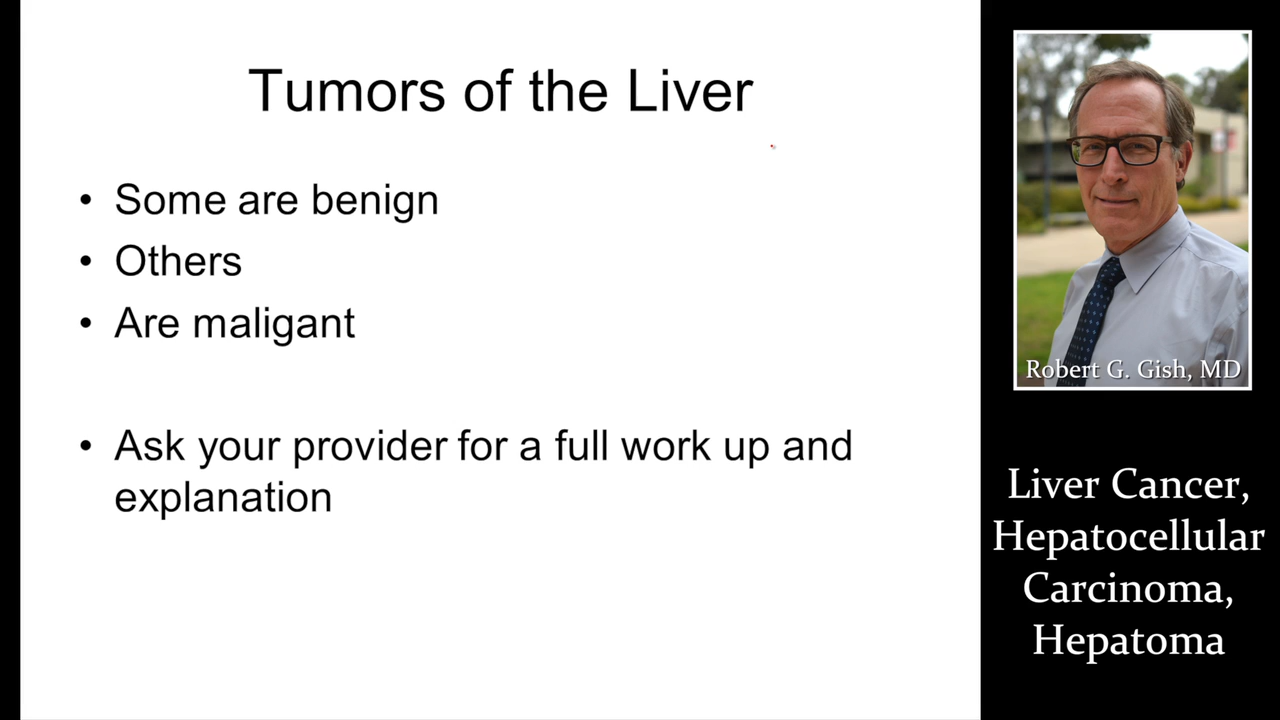 Tumors of the Liver
• Some are benign
• Others
• Are maligant
• Ask your provider for a full work up and
explanation
Robert G. Gish, MD
Liver Cancer,
Hepatocellular
Carcinoma,
Hepatoma